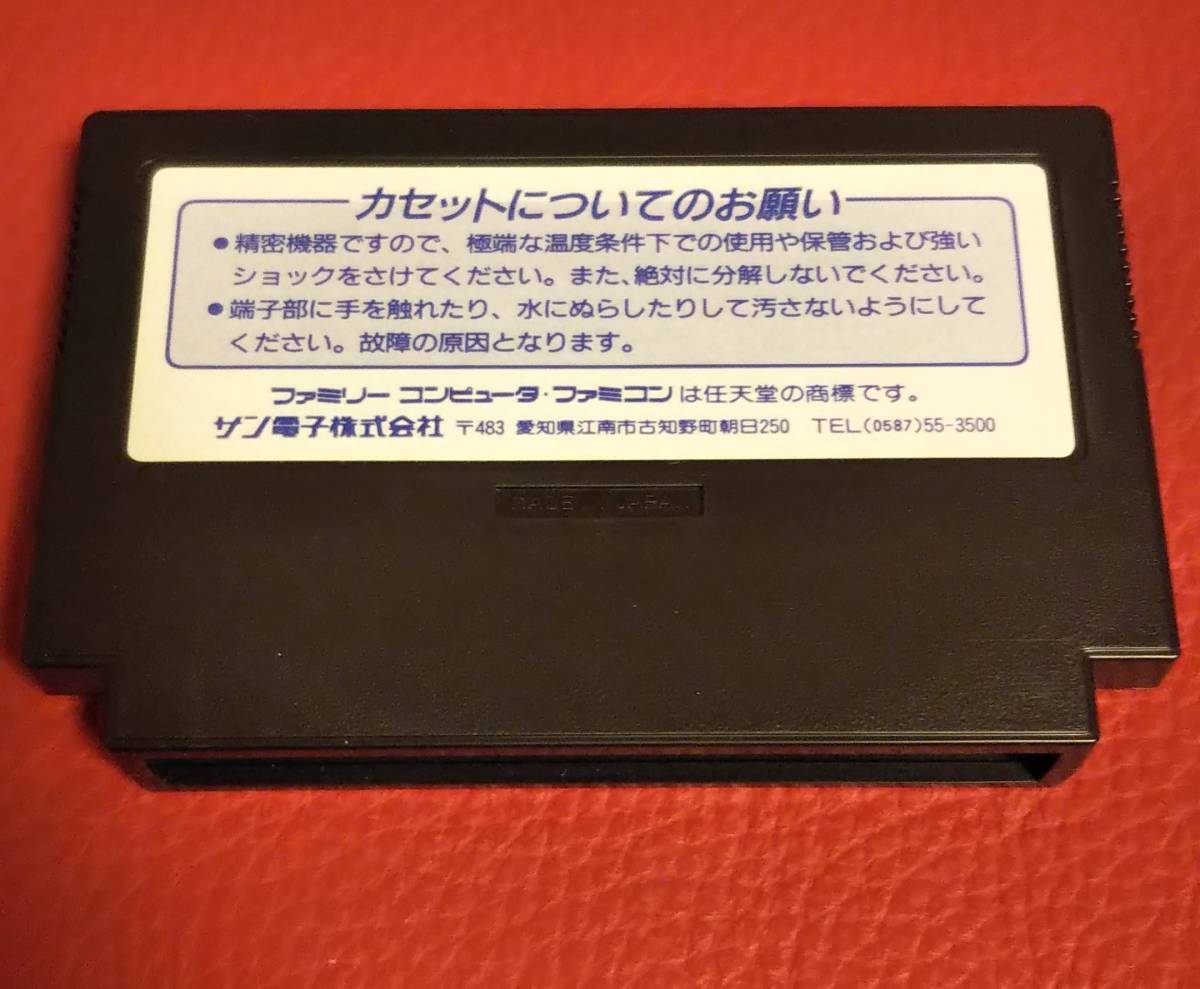 カセットについてのお願い
●精密機器ですので、極端な温度条件下での使用や保管および強い
ショックをさけてください。また、絶対に分解しないでください。
●端子部に手を触れたり、水にぬらしたりして汚さないようにして
ください。故障の原因となります。
ファミリー コンピュータ・ファミコンは任天堂の商標です。
サン電子株式会社 〒483 愛知県江南市古知野町朝日250 TEL(0587)55-3500
MADE JAPAN